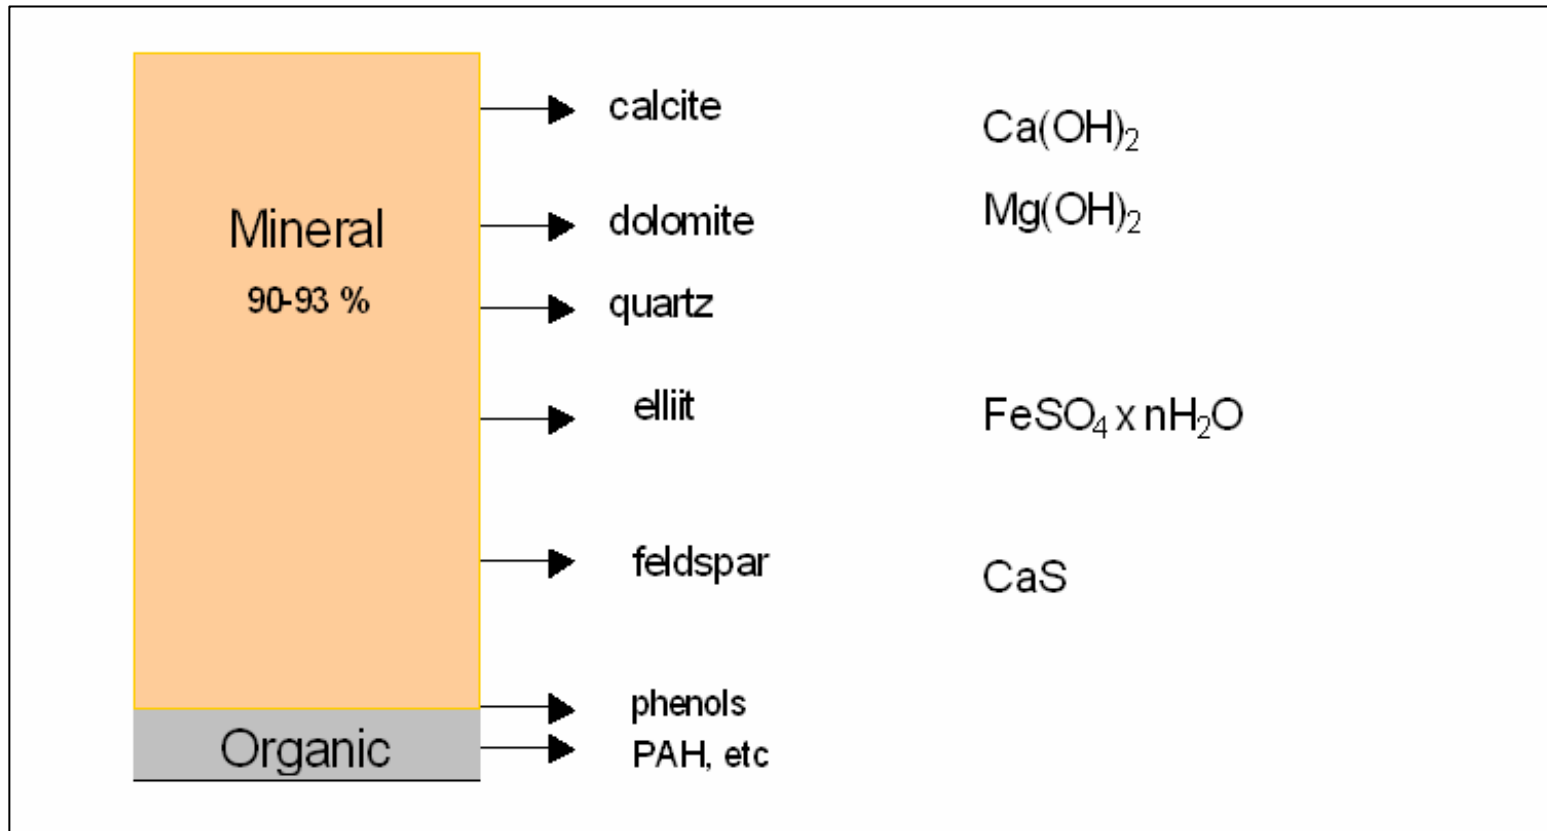 Mineral
90-93 %
Organic
calcite
dolomite
quartz
elliit
feldspar
phenols
PAH, etc
Ca(OH)₂
Mg(OH)₂
FeSO₄ x nH₂O
CaS